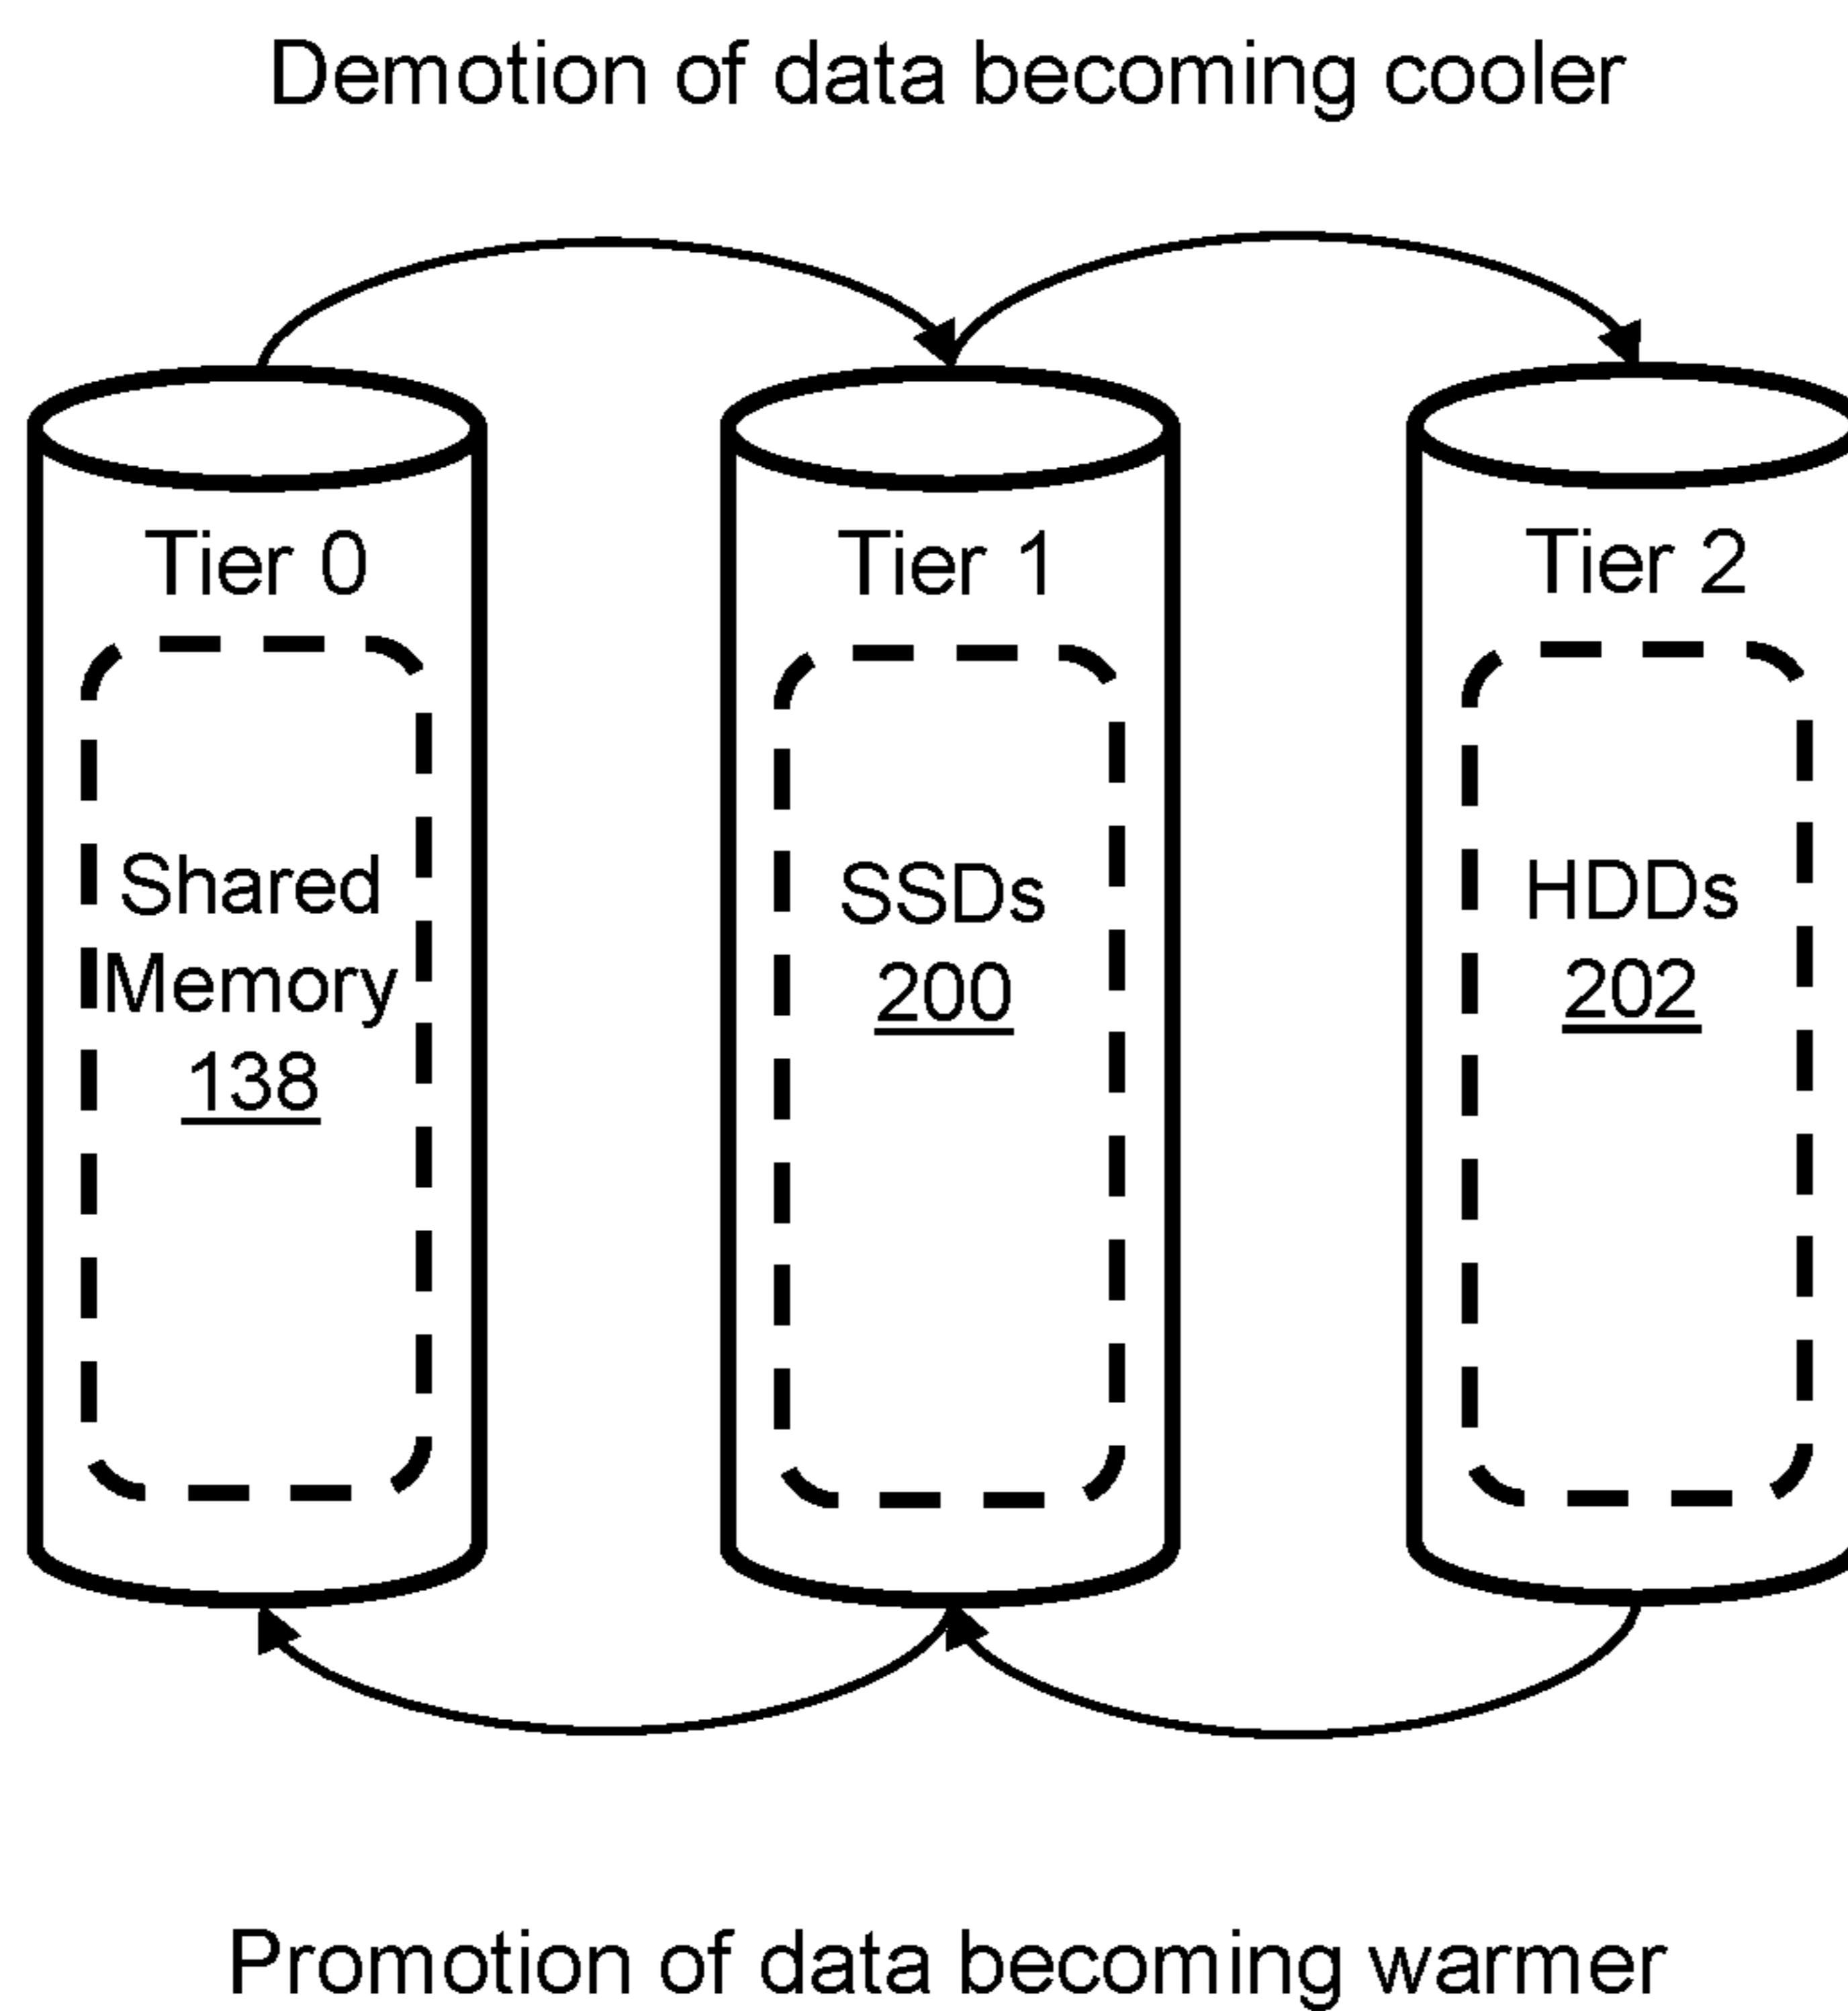 Demotion of data becoming cooler
Tier 0
Shared
Memory
138
Tier 1
SSDs
200
Tier 2
HDDs
202
Promotion of data becoming warmer